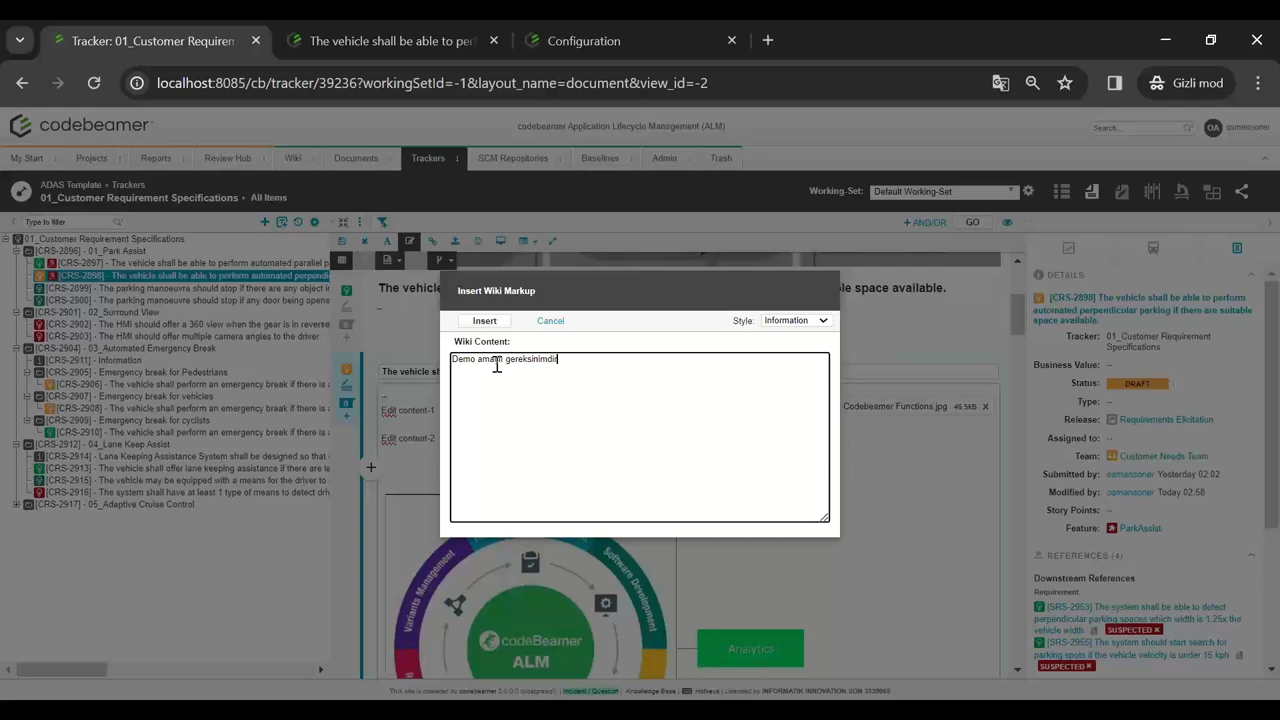 Tracker: 01_Customer Requiren
The vehicle shall be able to per
Configuration
localhost:8085/cb/tracker/39236?workingSetId=-1&layout_name=document&view_id=-2
Gizli mod
codebeamer
codebeamer Application Lifecycle Management (ALM)
Search...
OA
osmansoner
My Start
Projects
Reports
Review Hub
Wiki
Documents
Trackers
SCM Repositories
Baselines
Admin
Trash
ADAS Template • Trackers
01_Customer Requirement Specifications • All Items
Working-Set:
Default Working-Set
Type to filter
+ AND/OR
GO
01_Customer Requirement Specifications
[CRS-2896] - 01_Park Assist
[CRS-2897] - The vehicle shall be able to perform automated parallel p
[CRS-2898] - The vehicle shall be able to perform automated perpendi
[CRS-2899] - The parking manoeuvre should stop if there are any object i
[CRS-2900] - The parking manoeuvre should stop if any door being opene
[CRS-2901] - 02_Surround View
[CRS-2902] - The HMI should offer a 360 view when the gear is in reverse
[CRS-2903] - The HMI should offer multiple camera angles to the driver
[CRS-2904] - 03_Automated Emergency Break
[CRS-2911] - Information
[CRS-2905] - Emergency break for Pedestrians
[CRS-2906] - The vehicle shall perform an emergency break if there is a
[CRS-2907] - Emergency break for vehicles
[CRS-2908] - The vehicle shall perform an emergency break if there is a
[CRS-2909] - Emergency break for cyclists
[CRS-2910] - The vehicle shall perform an emergency break if there is a
[CRS-2912] - 04_Lane Keep Assist
[CRS-2914] - Lane Keeping Assistance System shall be designed so that
[CRS-2913] - The vehicle shall offer lane keeping assistance if there are la
[CRS-2915] - The vehicle may be equipped with a means for the driver to
[CRS-2916] - The system shall have at least 1 type of means to detect driv
[CRS-2917] - 05_Adaptive Cruise Control
The vehic
le space available.
--
The vehicle sh
--
Edit content-1
Edit content-2
Codebeamer Functions.jpg 46.5kB
Insert Wiki Markup
Insert
Cancel
Style:
Information
Wiki Content:
Demo amaçlı gereksinimdir
Variants Management
Software Development
codeBeamer
ALM
Analytics
DETAILS
[CRS-2898] The vehicle shall be able to perform
automated perpendicular parking if there are suitable
space available.
Tracker: 01_Customer Requirement
Specifications
Business Value: --
Status: DRAFT
Type: --
Release: Requirements Elicitation
Assigned to: --
Team: Customer Needs Team
Submitted by: osmansoner Yesterday 02:02
Modified by: osmansoner Today 02:58
Story Points: --
Feature: ParkAssist
REFERENCES (4)
Downstream References
Requirement
[SRS-2953] The system shall be able to detect
perpendicular parking spaces which width is 1.25x the
vehicle width
SUSPECTED
[SRS-2955] The system should start search for
parking spots if the vehicle velocity is under 15 kph
SUSPECTED
Incident / Question
Knowledge Base
Hotkeys